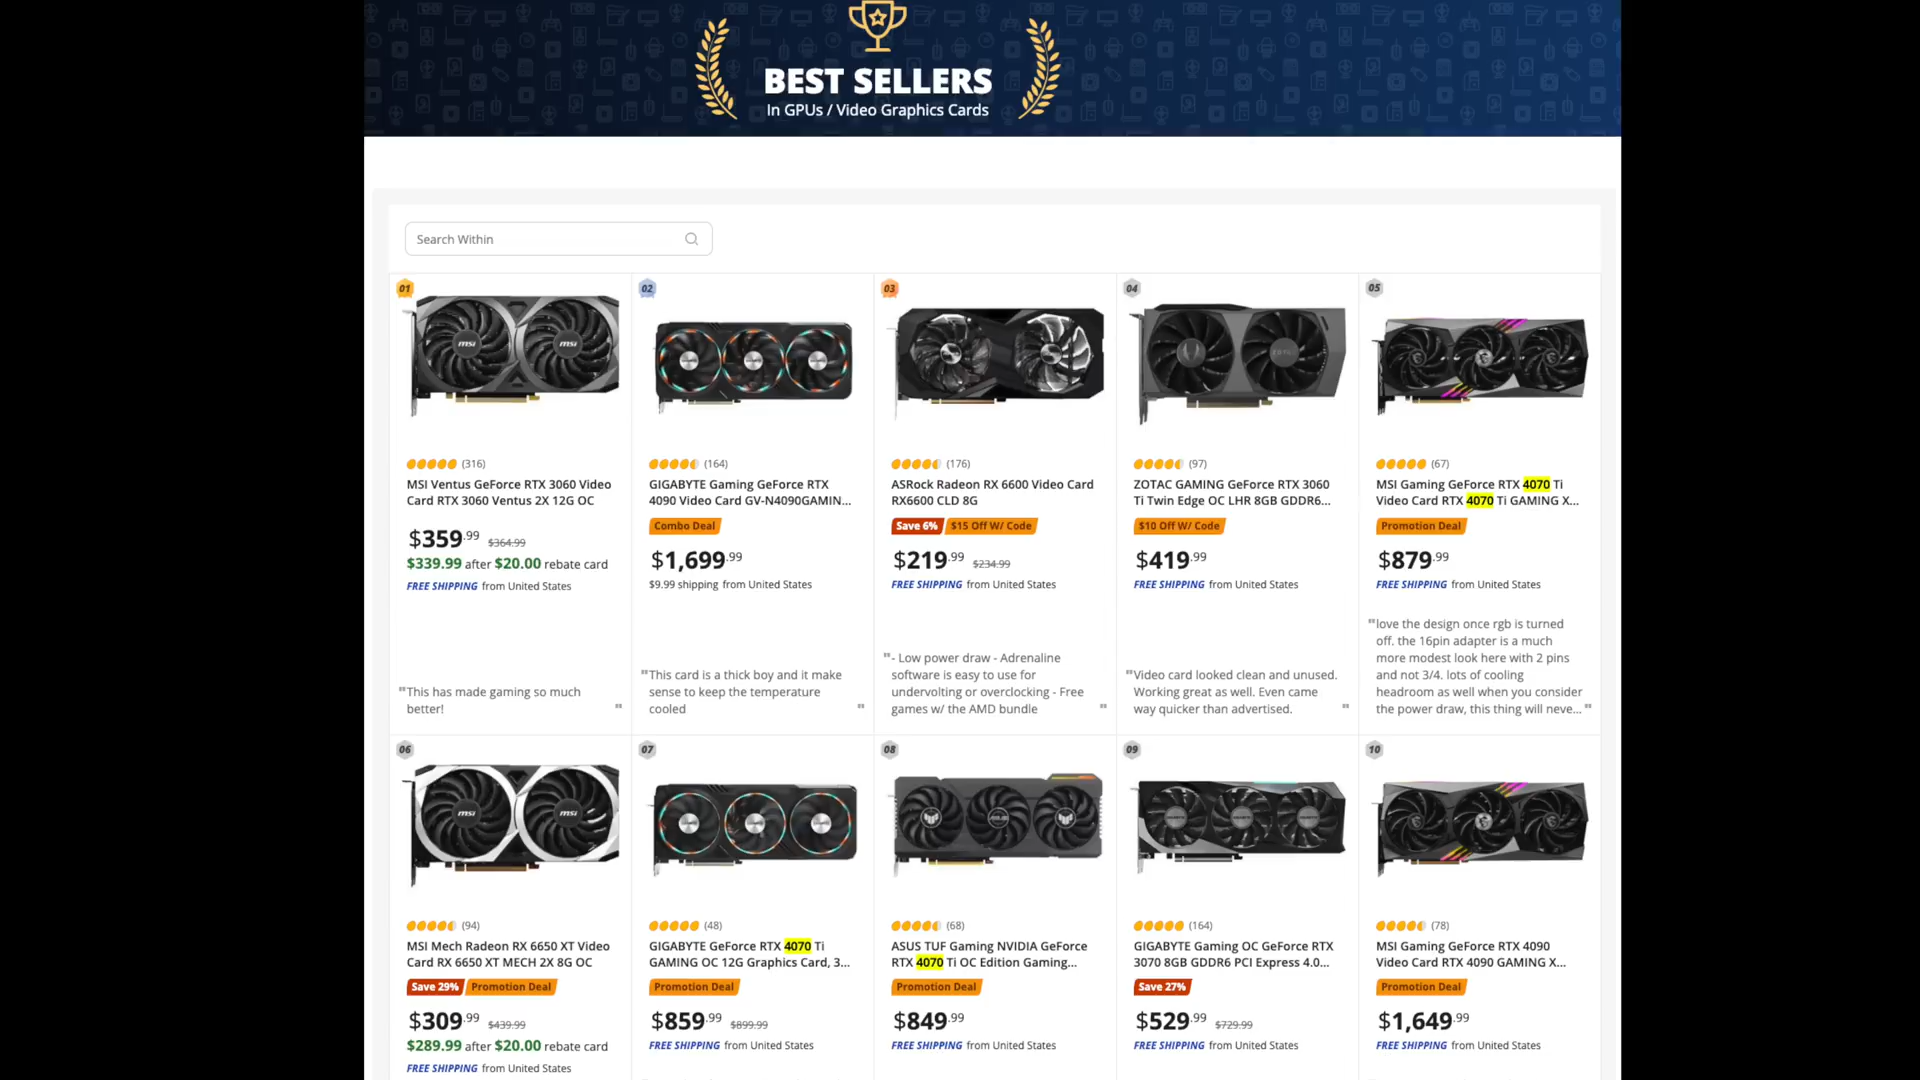 BEST SELLERS
In GPUs / Video Graphics Cards
Search Within
01
02
03
04
05
(316)
(164)
(176)
(97)
(67)
MSI Ventus GeForce RTX 3060 Video
Card RTX 3060 Ventus 2X 12G OC
$359.99 $364.99
$339.99 after $20.00 rebate card
FREE SHIPPING from United States
"This has made gaming so much
better! "
GIGABYTE Gaming GeForce RTX
4090 Video Card GV-N4090GAMIN...
Combo Deal
$1,699.99
$9.99 shipping from United States
"This card is a thick boy and it make
sense to keep the temperature
cooled "
ASRock Radeon RX 6600 Video Card
RX6600 CLD 8G
Save 6% $15 Off W/ Code
$219.99 $234.99
FREE SHIPPING from United States
"- Low power draw - Adrenaline
software is easy to use for
undervolting or overclocking - Free
games w/ the AMD bundle "
ZOTAC GAMING GeForce RTX 3060
Ti Twin Edge OC LHR 8GB GDDR6...
$10 Off W/ Code
$419.99
FREE SHIPPING from United States
"Video card looked clean and unused.
Working great as well. Even came
way quicker than advertised. "
MSI Gaming GeForce RTX 4070 Ti
Video Card RTX 4070 Ti GAMING X...
Promotion Deal
$879.99
FREE SHIPPING from United States
"love the design once rgb is turned
off. the 16pin adapter is a much
more modest look here with 2 pins
and not 3/4. lots of cooling
headroom as well when you consider
the power draw, this thing will neve... "
06
07
08
09
10
msi msi
(94)
(48)
(68)
(164)
(78)
MSI Mech Radeon RX 6650 XT Video
Card RX 6650 XT MECH 2X 8G OC
Save 29% Promotion Deal
$309.99 $439.99
$289.99 after $20.00 rebate card
FREE SHIPPING from United States
GIGABYTE GeForce RTX 4070 Ti
GAMING OC 12G Graphics Card, 3...
Promotion Deal
$859.99 $899.99
FREE SHIPPING from United States
ASUS TUF Gaming NVIDIA GeForce
RTX 4070 Ti OC Edition Gaming...
Promotion Deal
$849.99
FREE SHIPPING from United States
GIGABYTE Gaming OC GeForce RTX
3070 8GB GDDR6 PCI Express 4.0...
Save 27%
$529.99 $729.99
FREE SHIPPING from United States
MSI Gaming GeForce RTX 4090
Video Card RTX 4090 GAMING X...
Promotion Deal
$1,649.99
FREE SHIPPING from United States